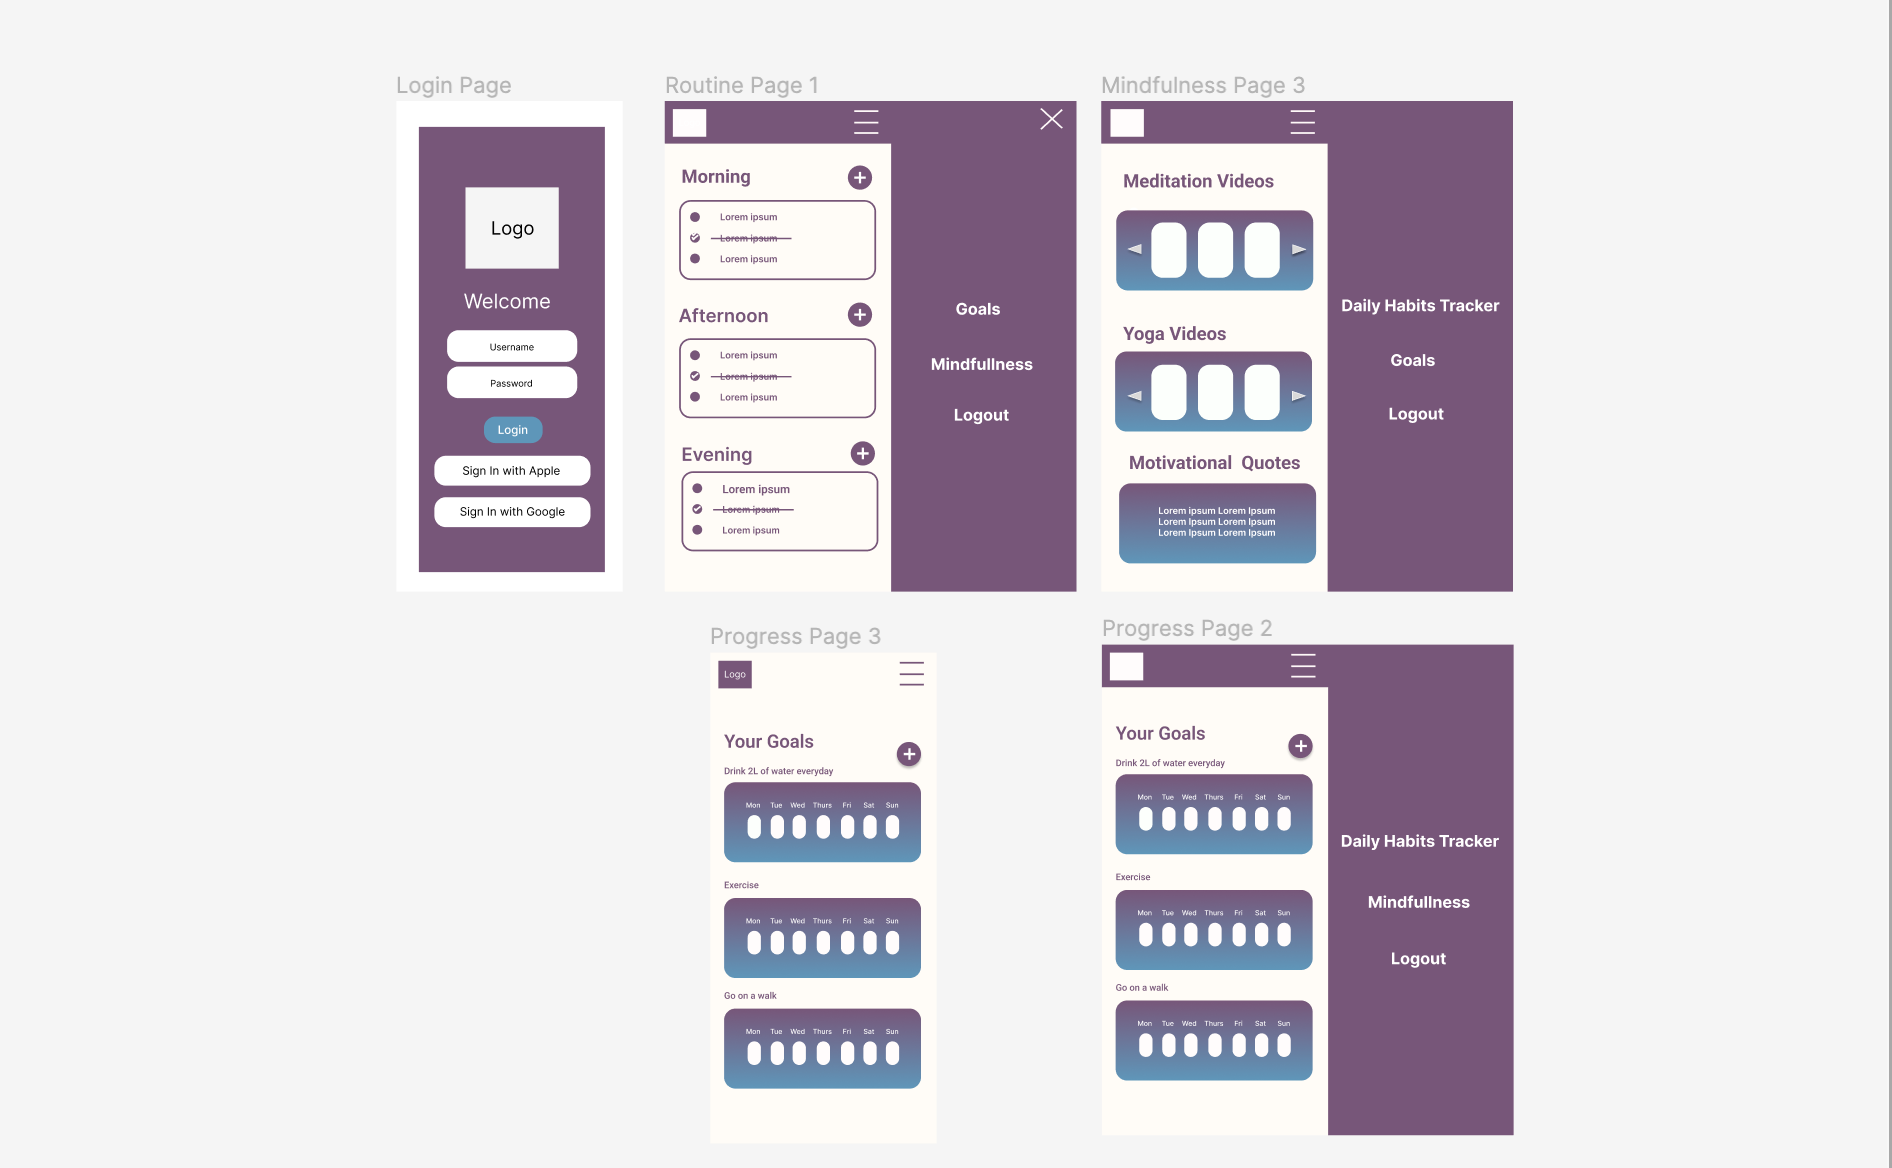 Login Page
Logo
Welcome
Username
Password
Login
Sign In with Apple
Sign In with Google
Routine Page 1
Morning
Lorem ipsum
Lorem ipsum
Lorem ipsum
Afternoon
Lorem ipsum
Lorem ipsum
Lorem ipsum
Evening
Lorem ipsum
Lorem ipsum
Lorem ipsum
Goals
Mindfullness
Logout
Mindfulness Page 3
Meditation Videos
Yoga Videos
Motivational Quotes
Lorem ipsum Lorem Ipsum
Lorem Ipsum Lorem Ipsum
Lorem Ipsum Lorem Ipsum
Daily Habits Tracker
Goals
Logout
Progress Page 3
Logo
Your Goals
Drink 2L of water everyday
Mon Tue Wed Thurs Fri Sat Sun
Exercise
Mon Tue Wed Thurs Fri Sat Sun
Go on a walk
Mon Tue Wed Thurs Fri Sat Sun
Progress Page 2
Your Goals
Drink 2L of water everyday
Mon Tue Wed Thurs Fri Sat Sun
Exercise
Mon Tue Wed Thurs Fri Sat Sun
Go on a walk
Mon Tue Wed Thurs Fri Sat Sun
Daily Habits Tracker
Mindfullness
Logout